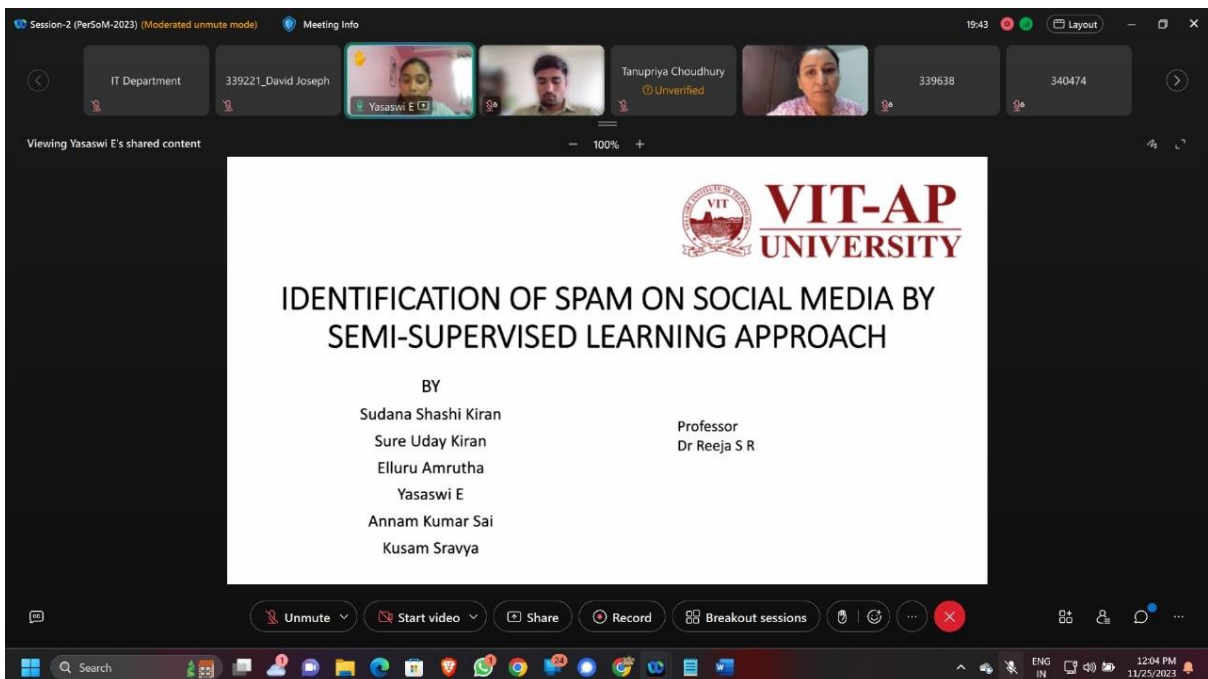 Session-2 (PerSoM-2023) (Moderated unmute mode) Meeting Info 19:43 Layout
IT Department
339221_David Joseph
Yasaswi E
Tanupriya Choudhury
Unverified
339638
340474
Viewing Yasaswi E's shared content − 100% +
VIT
VIT-AP
UNIVERSITY
IDENTIFICATION OF SPAM ON SOCIAL MEDIA BY
SEMI-SUPERVISED LEARNING APPROACH
BY
Sudana Shashi Kiran
Sure Uday Kiran
Elluru Amrutha
Yasaswi E
Annam Kumar Sai
Kusam Sravya
Professor
Dr Reeja S R
Unmute Start video Share Record Breakout sessions
Search
24
ENG
IN
12:04 PM
11/25/2023